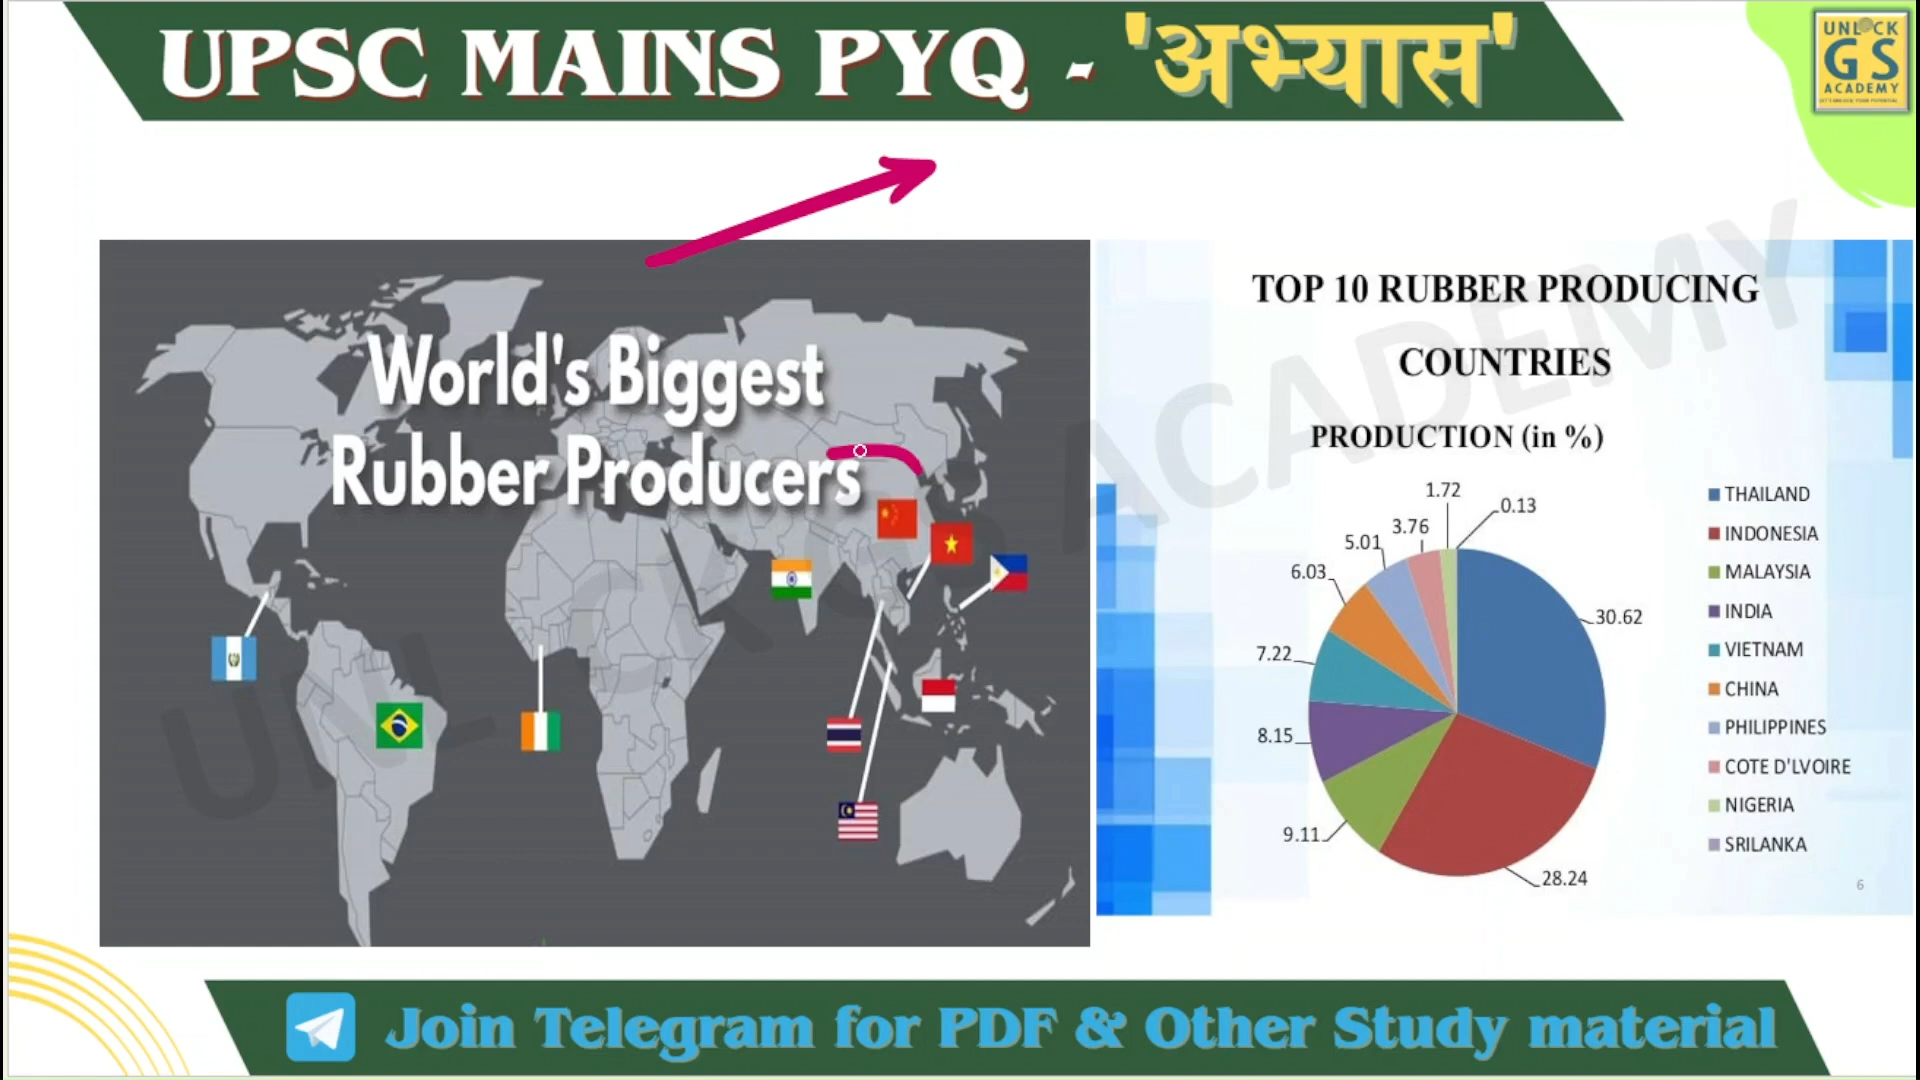 UPSC MAINS PYQ - 'अभ्यास'
UNLOCK
GS
ACADEMY
World's Biggest
Rubber Producers
TOP 10 RUBBER PRODUCING
COUNTRIES
PRODUCTION (in %)
1.72
0.13
3.76
5.01
6.03
30.62
7.22
8.15
9.11
28.24
THAILAND
INDONESIA
MALAYSIA
INDIA
VIETNAM
CHINA
PHILIPPINES
COTE D'LVOIRE
NIGERIA
SRILANKA
6
UNLOCK GS ACADEMY
Join Telegram for PDF & Other Study material